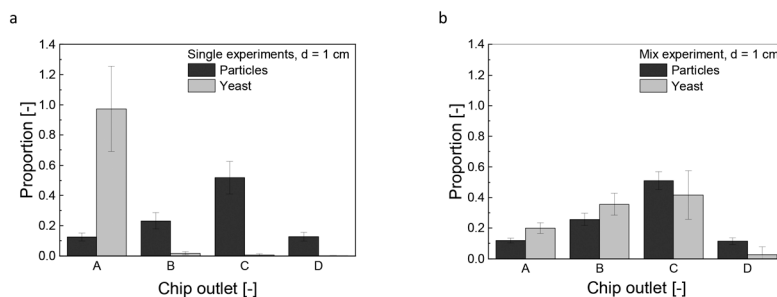 a
Single experiments, d = 1 cm
Particles
Yeast
1.4
1.2
1.0
0.8
0.6
0.4
0.2
0.0
Proportion [-]
A B C D
Chip outlet [-]
b
Mix experiment, d = 1 cm
Particles
Yeast
1.4
1.2
1.0
0.8
0.6
0.4
0.2
0.0
Proportion [-]
A B C D
Chip outlet [-]